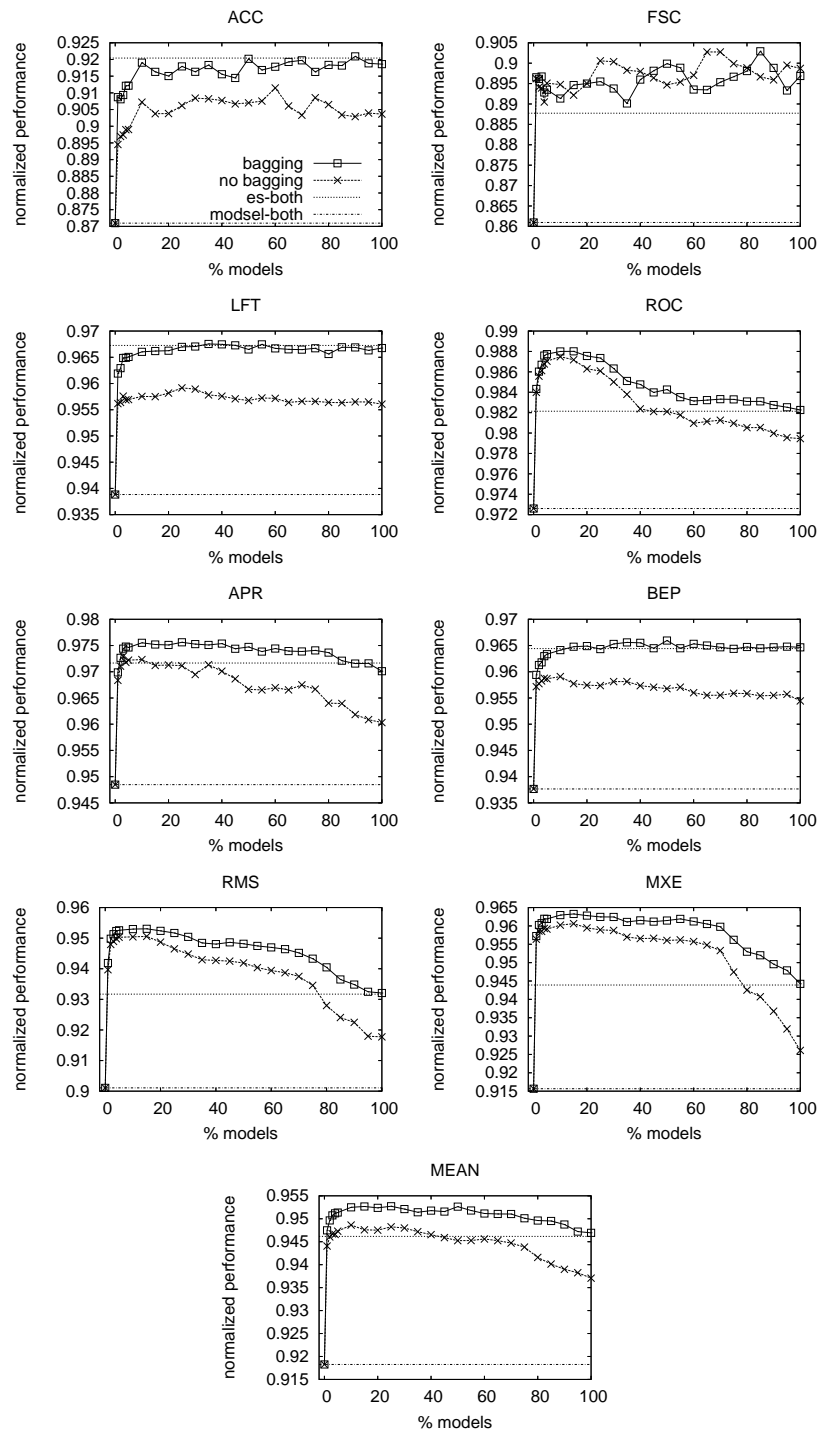 ACC
normalized performance
0.925
0.92
0.915
0.91
0.905
0.9
0.895
0.89
0.885
0.88
0.875
0.87
bagging
no bagging
es-both
modsel-both
0 20 40 60 80 100
% models
FSC
normalized performance
0.905
0.9
0.895
0.89
0.885
0.88
0.875
0.87
0.865
0.86
0 20 40 60 80 100
% models
LFT
normalized performance
0.97
0.965
0.96
0.955
0.95
0.945
0.94
0.935
0 20 40 60 80 100
% models
ROC
normalized performance
0.99
0.988
0.986
0.984
0.982
0.98
0.978
0.976
0.974
0.972
0 20 40 60 80 100
% models
APR
normalized performance
0.98
0.975
0.97
0.965
0.96
0.955
0.95
0.945
0 20 40 60 80 100
% models
BEP
normalized performance
0.97
0.965
0.96
0.955
0.95
0.945
0.94
0.935
0 20 40 60 80 100
% models
RMS
normalized performance
0.96
0.95
0.94
0.93
0.92
0.91
0.9
0 20 40 60 80 100
% models
MXE
normalized performance
0.965
0.96
0.955
0.95
0.945
0.94
0.935
0.93
0.925
0.92
0.915
0 20 40 60 80 100
% models
MEAN
normalized performance
0.955
0.95
0.945
0.94
0.935
0.93
0.925
0.92
0.915
0 20 40 60 80 100
% models